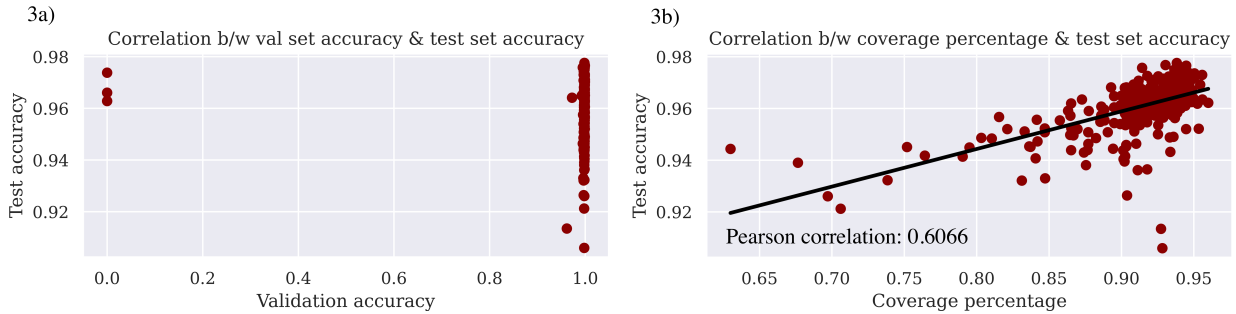 3a)
Correlation b/w val set accuracy & test set accuracy
0.98
0.96
0.94
0.92
Test accuracy
0.0 0.2 0.4 0.6 0.8 1.0
Validation accuracy
3b)
Correlation b/w coverage percentage & test set accuracy
0.98
0.96
0.94
0.92
Test accuracy
Pearson correlation: 0.6066
0.65 0.70 0.75 0.80 0.85 0.90 0.95
Coverage percentage